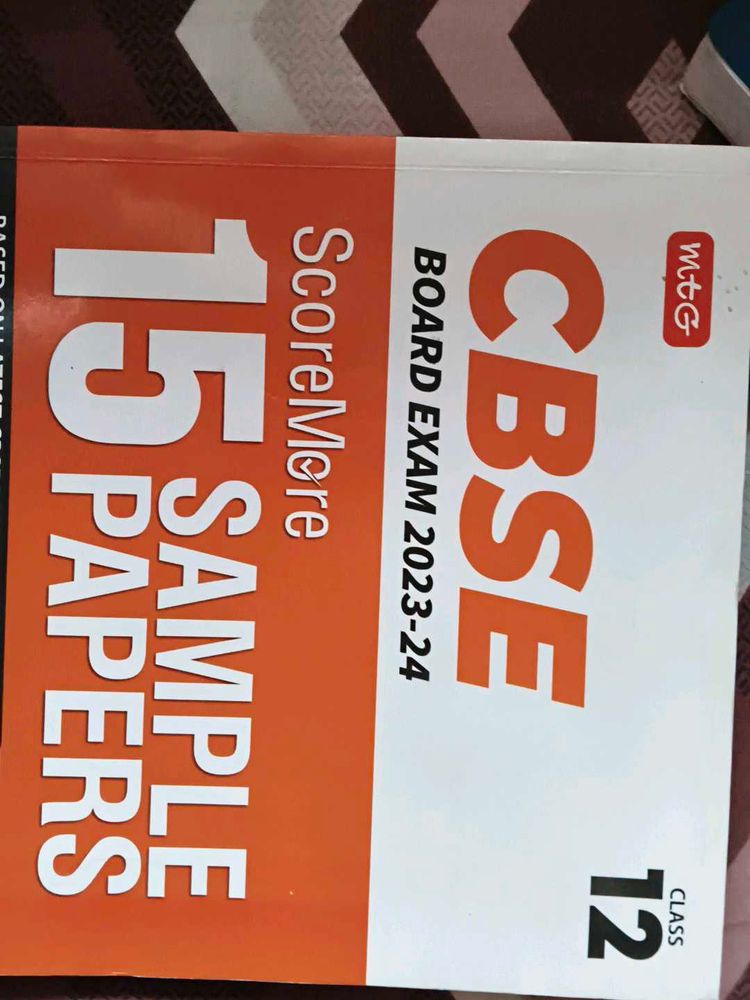 mtG
CLASS
12
CBSE
BOARD EXAM 2023-24
ScoreMore
15 SAMPLE
PAPERS